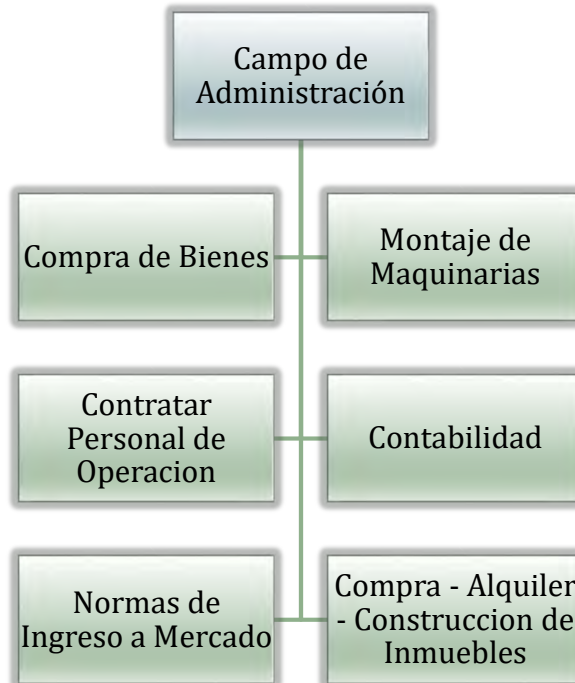 Campo de
Administración
Compra de Bienes
Montaje de
Maquinarias
Contratar
Personal de
Operacion
Contabilidad
Normas de
Ingreso a Mercado
Compra - Alquiler
- Construccion de
Inmuebles